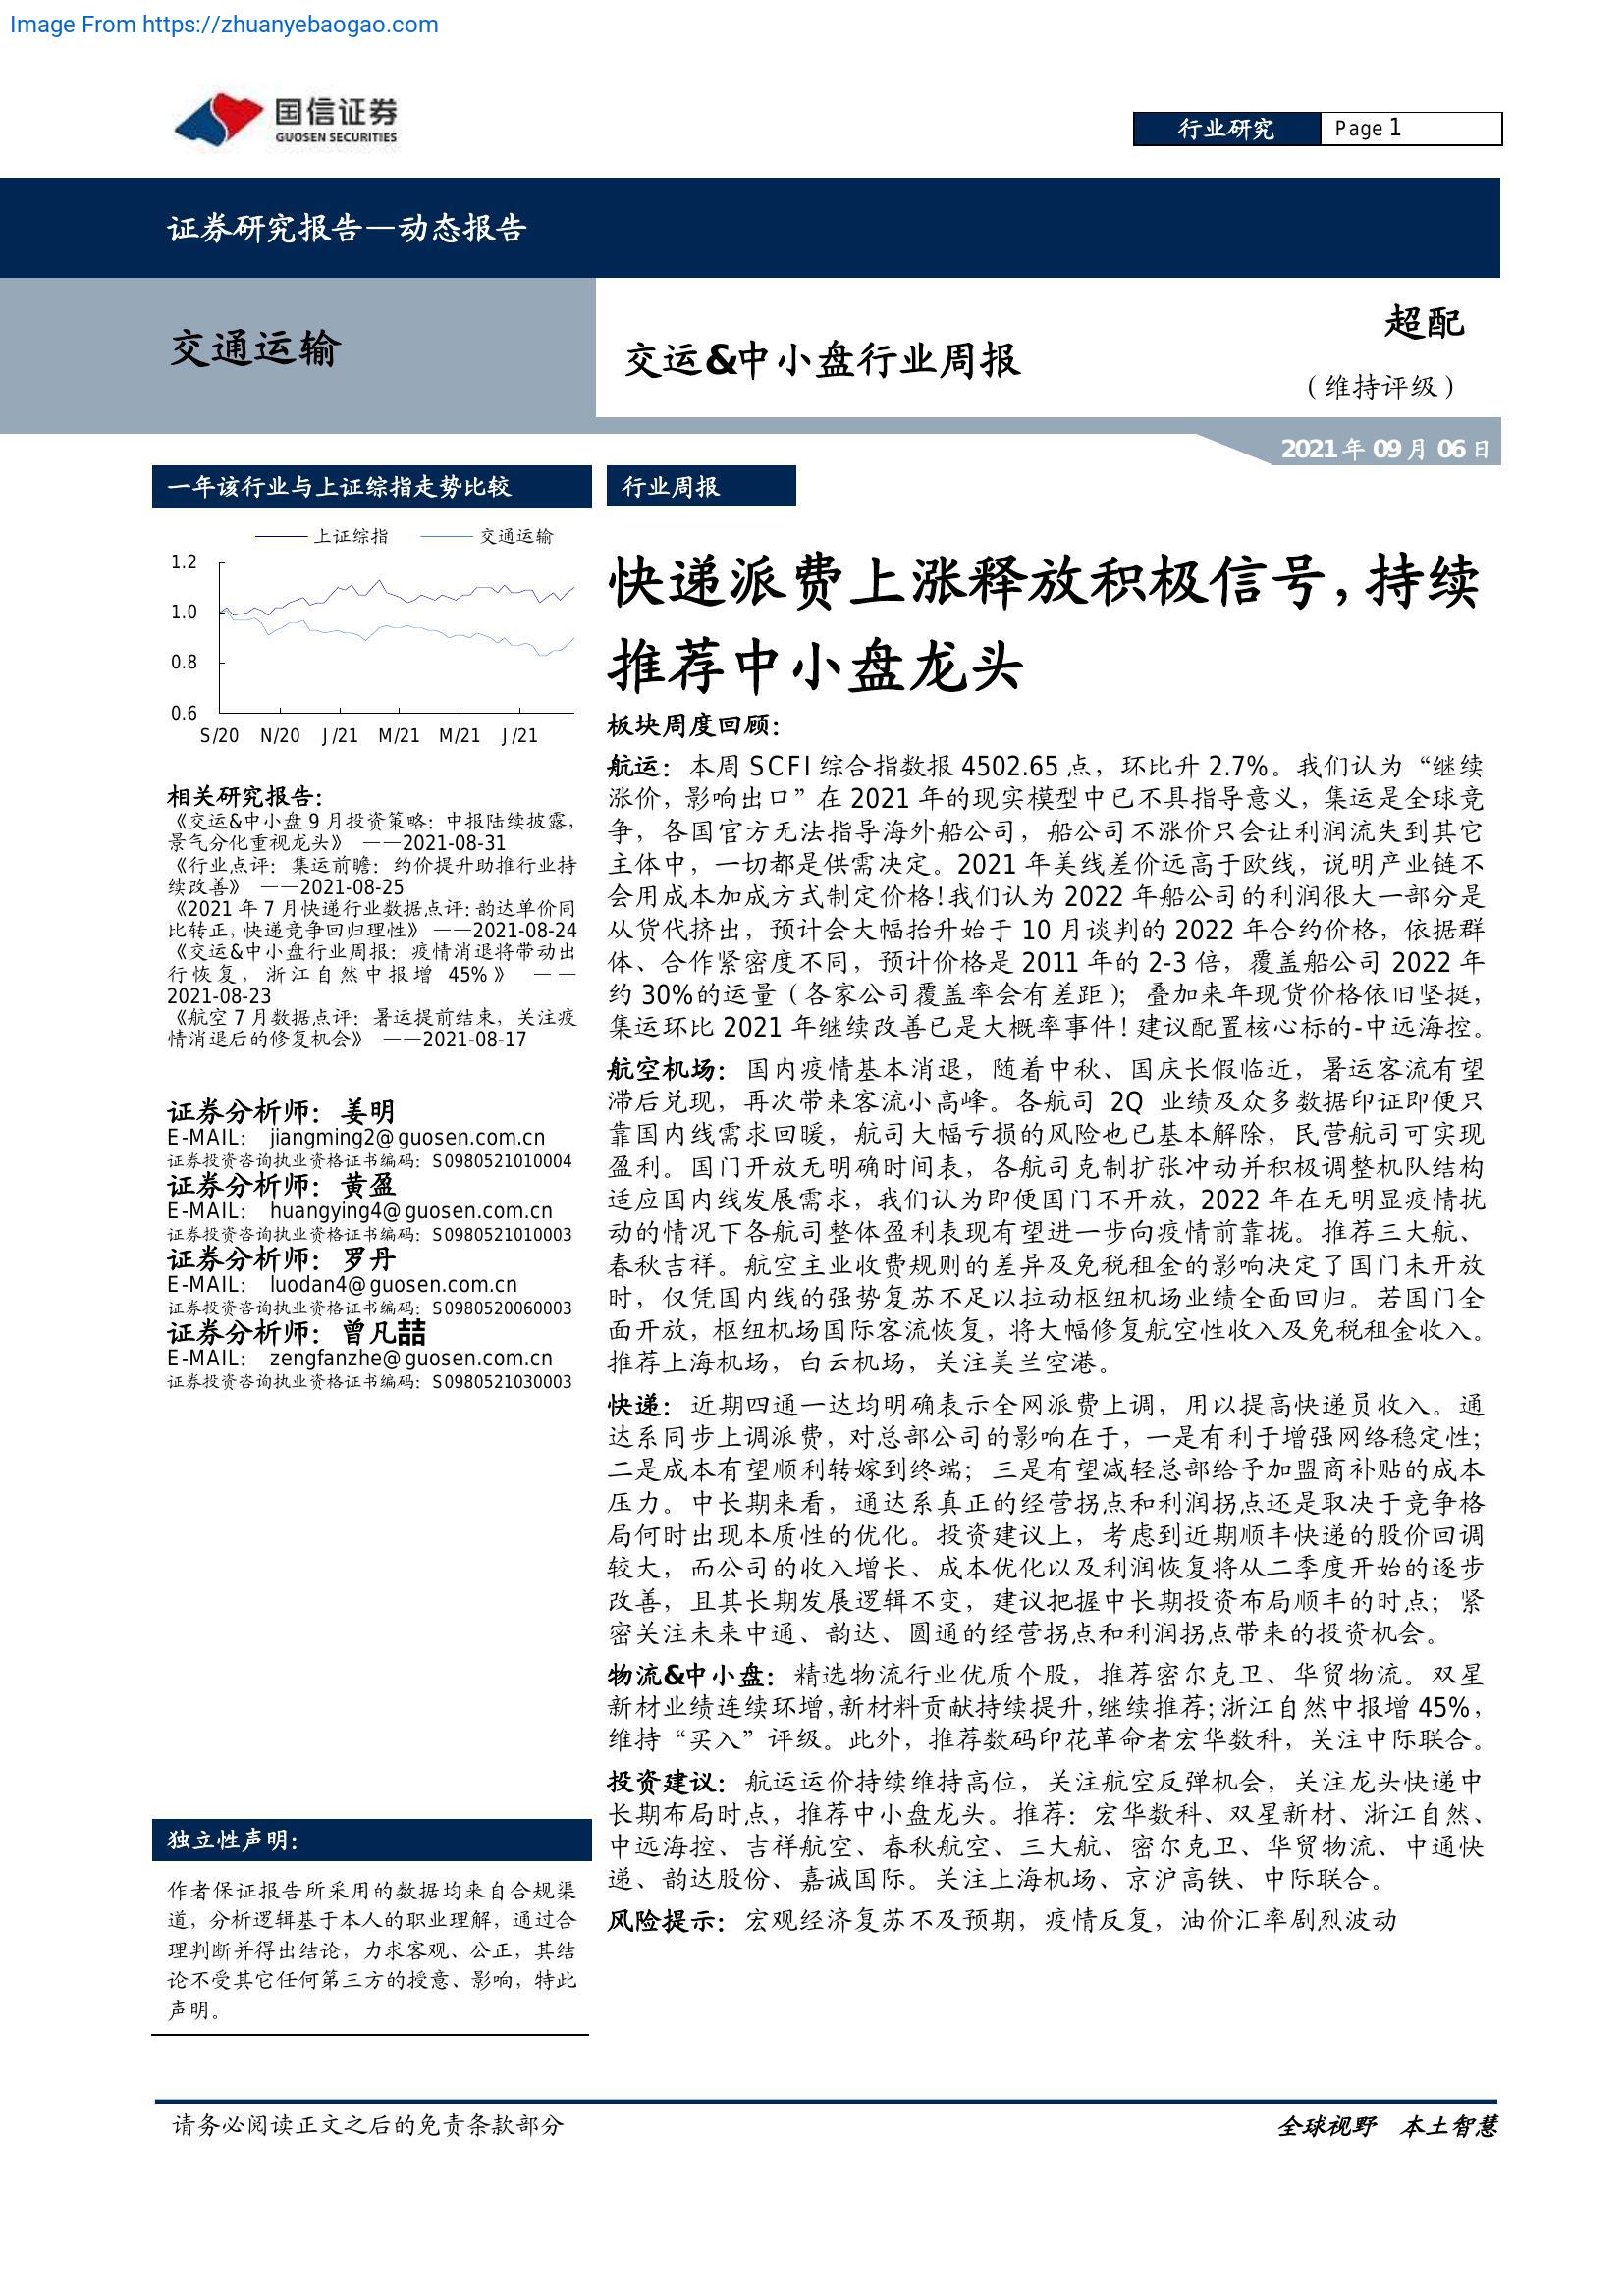 Image From https://zhuanyebaogao.com
国信证券
GUOSEN SECURITIES
行业研究
Page 1
证券研究报告—动态报告
交通运输
交运&中小盘行业周报
超配
（维持评级）
2021 年 09 月 06 日
一年该行业与上证综指走势比较
上证综指 交通运输
1.2
1.0
0.8
0.6
S/20 N/20 J/21 M/21 M/21 J/21
相关研究报告：
《交运&中小盘 9 月投资策略：中报陆续披露，
景气分化重视龙头》 ——2021-08-31
《行业点评：集运前瞻：约价提升助推行业持
续改善》 ——2021-08-25
《2021 年 7 月快递行业数据点评：韵达单价同
比转正，快递竞争回归理性》 ——2021-08-24
《交运&中小盘行业周报：疫情消退将带动出
行恢复，浙江自然中报增 45%》 ——
2021-08-23
《航空 7 月数据点评：暑运提前结束，关注疫
情消退后的修复机会》 ——2021-08-17
证券分析师：姜明
E-MAIL： jiangming2@guosen.com.cn
证券投资咨询执业资格证书编码：S0980521010004
证券分析师：黄盈
E-MAIL： huangying4@guosen.com.cn
证券投资咨询执业资格证书编码：S0980521010003
证券分析师：罗丹
E-MAIL： luodan4@guosen.com.cn
证券投资咨询执业资格证书编码：S0980520060003
证券分析师：曾凡喆
E-MAIL： zengfanzhe@guosen.com.cn
证券投资咨询执业资格证书编码：S0980521030003
独立性声明：
作者保证报告所采用的数据均来自合规渠
道，分析逻辑基于本人的职业理解，通过合
理判断并得出结论，力求客观、公正，其结
论不受其它任何第三方的授意、影响，特此
声明。
行业周报
快递派费上涨释放积极信号，持续
推荐中小盘龙头
板块周度回顾：
航运：本周 SCFI 综合指数报 4502.65 点，环比升 2.7%。我们认为“继续
涨价，影响出口”在 2021 年的现实模型中已不具指导意义，集运是全球竞
争，各国官方无法指导海外船公司，船公司不涨价只会让利润流失到其它
主体中，一切都是供需决定。2021 年美线差价远高于欧线，说明产业链不
会用成本加成方式制定价格！我们认为 2022 年船公司的利润很大一部分是
从货代挤出，预计会大幅抬升始于 10 月谈判的 2022 年合约价格，依据群
体、合作紧密度不同，预计价格是 2011 年的 2-3 倍，覆盖船公司 2022 年
约 30%的运量（各家公司覆盖率会有差距）；叠加来年现货价格依旧坚挺，
集运环比 2021 年继续改善已是大概率事件！建议配置核心标的-中远海控。
航空机场：国内疫情基本消退，随着中秋、国庆长假临近，暑运客流有望
滞后兑现，再次带来客流小高峰。各航司 2Q 业绩及众多数据印证即便只
靠国内线需求回暖，航司大幅亏损的风险也已基本解除，民营航司可实现
盈利。国门开放无明确时间表，各航司克制扩张冲动并积极调整机队结构
适应国内线发展需求，我们认为即便国门不开放，2022 年在无明显疫情扰
动的情况下各航司整体盈利表现有望进一步向疫情前靠拢。推荐三大航、
春秋吉祥。航空主业收费规则的差异及免税租金的影响决定了国门未开放
时，仅凭国内线的强势复苏不足以拉动枢纽机场业绩全面回归。若国门全
面开放，枢纽机场国际客流恢复，将大幅修复航空性收入及免税租金收入。
推荐上海机场，白云机场，关注美兰空港。
快递：近期四通一达均明确表示全网派费上调，用以提高快递员收入。通
达系同步上调派费，对总部公司的影响在于，一是有利于增强网络稳定性；
二是成本有望顺利转嫁到终端；三是有望减轻总部给予加盟商补贴的成本
压力。中长期来看，通达系真正的经营拐点和利润拐点还是取决于竞争格
局何时出现本质性的优化。投资建议上，考虑到近期顺丰快递的股价回调
较大，而公司的收入增长、成本优化以及利润恢复将从二季度开始的逐步
改善，且其长期发展逻辑不变，建议把握中长期投资布局顺丰的时点；紧
密关注未来中通、韵达、圆通的经营拐点和利润拐点带来的投资机会。
物流&中小盘：精选物流行业优质个股，推荐密尔克卫、华贸物流。双星
新材业绩连续环增，新材料贡献持续提升，继续推荐；浙江自然中报增 45%，
维持“买入”评级。此外，推荐数码印花革命者宏华数科，关注中际联合。
投资建议：航运运价持续维持高位，关注航空反弹机会，关注龙头快递中
长期布局时点，推荐中小盘龙头。推荐：宏华数科、双星新材、浙江自然、
中远海控、吉祥航空、春秋航空、三大航、密尔克卫、华贸物流、中通快
递、韵达股份、嘉诚国际。关注上海机场、京沪高铁、中际联合。
风险提示：宏观经济复苏不及预期，疫情反复，油价汇率剧烈波动
请务必阅读正文之后的免责条款部分
全球视野 本土智慧